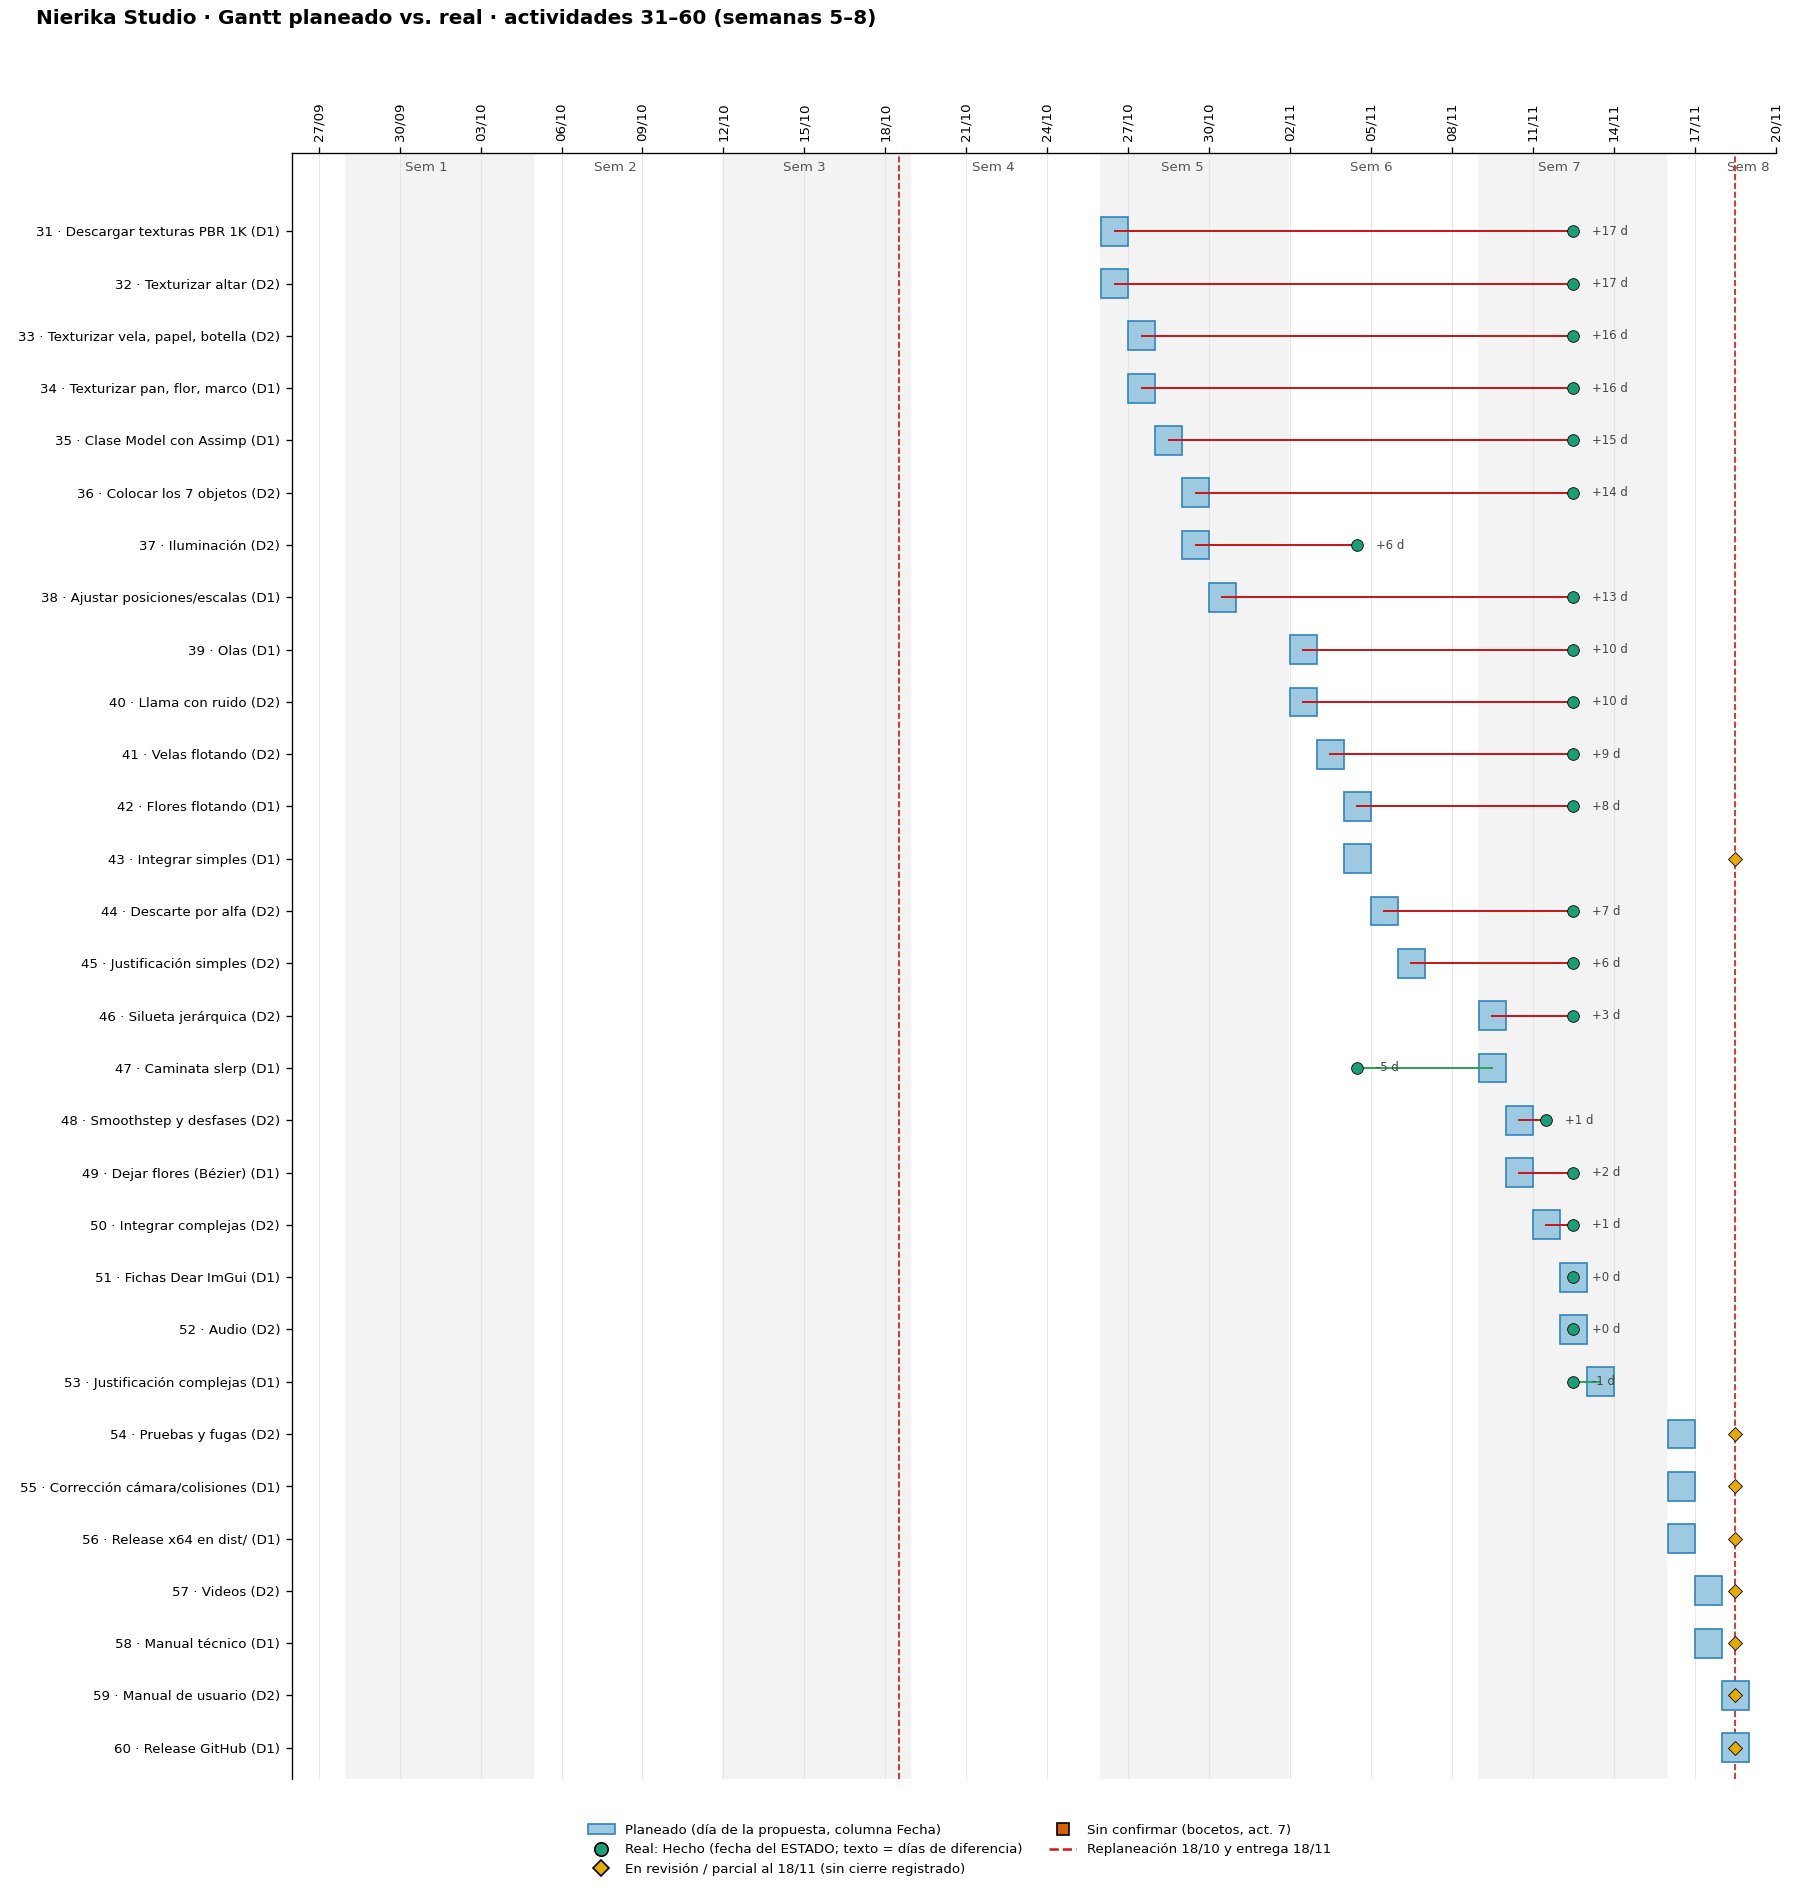 Nierika Studio · Gantt planeado vs. real · actividades 31–60 (semanas 5–8)
27/09 30/09 03/10 06/10 09/10 12/10 15/10 18/10 21/10 24/10 27/10 30/10 02/11 05/11 08/11 11/11 14/11 17/11 20/11
Sem 1 Sem 2 Sem 3 Sem 4 Sem 5 Sem 6 Sem 7 Sem 8
31 · Descargar texturas PBR 1K (D1) +17 d
32 · Texturizar altar (D2) +17 d
33 · Texturizar vela, papel, botella (D2) +16 d
34 · Texturizar pan, flor, marco (D1) +16 d
35 · Clase Model con Assimp (D1) +15 d
36 · Colocar los 7 objetos (D2) +14 d
37 · Iluminación (D2) +6 d
38 · Ajustar posiciones/escalas (D1) +13 d
39 · Olas (D1) +10 d
40 · Llama con ruido (D2) +10 d
41 · Velas flotando (D2) +9 d
42 · Flores flotando (D1) +8 d
43 · Integrar simples (D1)
44 · Descarte por alfa (D2) +7 d
45 · Justificación simples (D2) +6 d
46 · Silueta jerárquica (D2) +3 d
47 · Caminata slerp (D1) -5 d
48 · Smoothstep y desfases (D2) +1 d
49 · Dejar flores (Bézier) (D1) +2 d
50 · Integrar complejas (D2) +1 d
51 · Fichas Dear ImGui (D1) +0 d
52 · Audio (D2) +0 d
53 · Justificación complejas (D1) -1 d
54 · Pruebas y fugas (D2)
55 · Corrección cámara/colisiones (D1)
56 · Release x64 en dist/ (D1)
57 · Videos (D2)
58 · Manual técnico (D1)
59 · Manual de usuario (D2)
60 · Release GitHub (D1)
Planeado (día de la propuesta, columna Fecha)
Real: Hecho (fecha del ESTADO; texto = días de diferencia)
En revisión / parcial al 18/11 (sin cierre registrado)
Sin confirmar (bocetos, act. 7)
Replaneación 18/10 y entrega 18/11